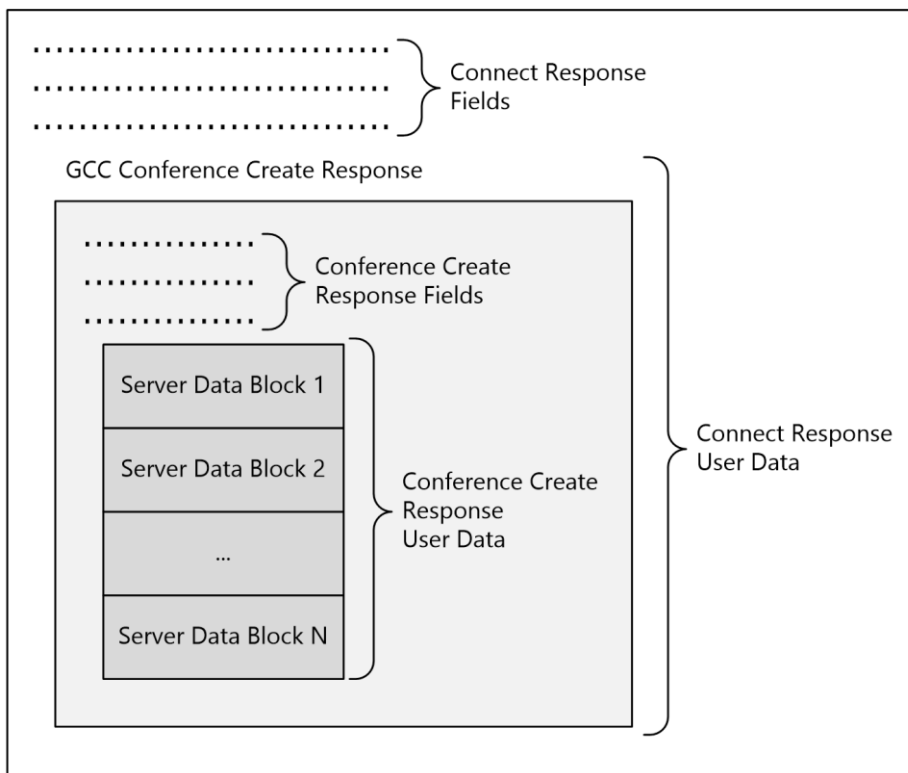 Connect Response
Fields
GCC Conference Create Response
Conference Create
Response Fields
Server Data Block 1
Server Data Block 2
...
Server Data Block N
Conference Create
Response
User Data
Connect Response
User Data